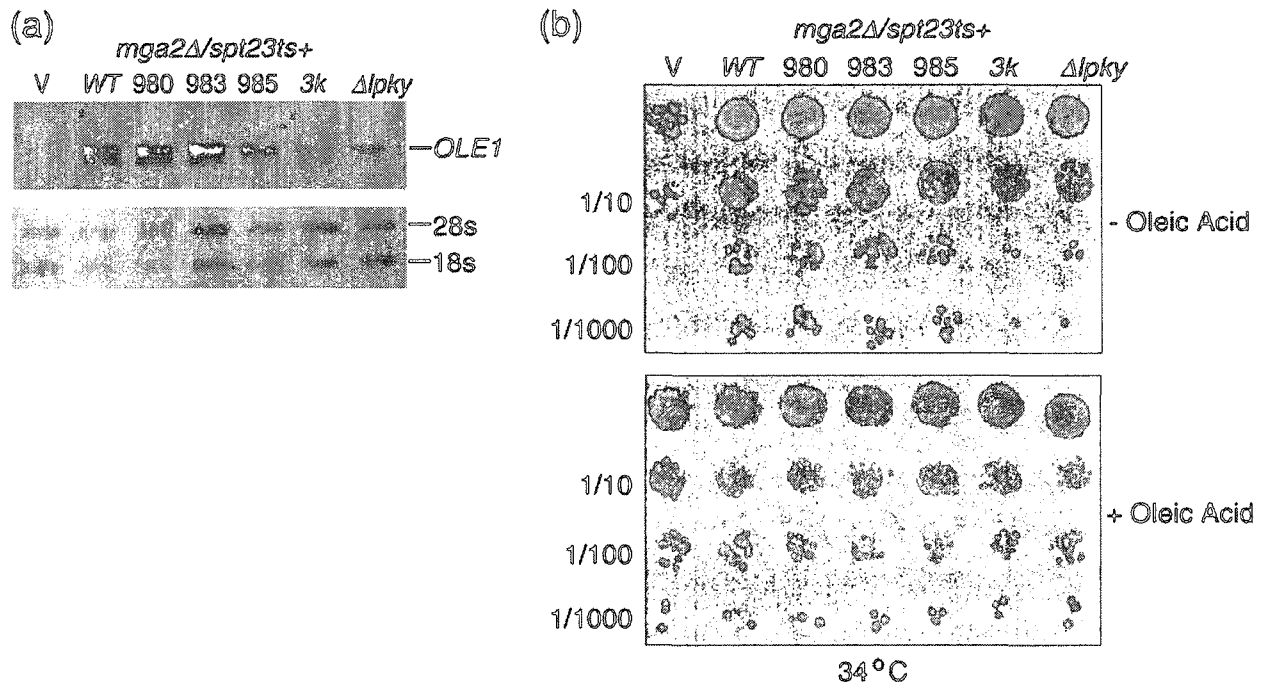 (a)
mga2Δ/spt23ts+
V WT 980 983 985 3k Δlpky
OLE1
28s
18s
(b)
mga2Δ/spt23ts+
V WT 980 983 985 3k Δlpky
1/10
1/100
1/1000
- Oleic Acid
1/10
1/100
1/1000
+ Oleic Acid
34°C